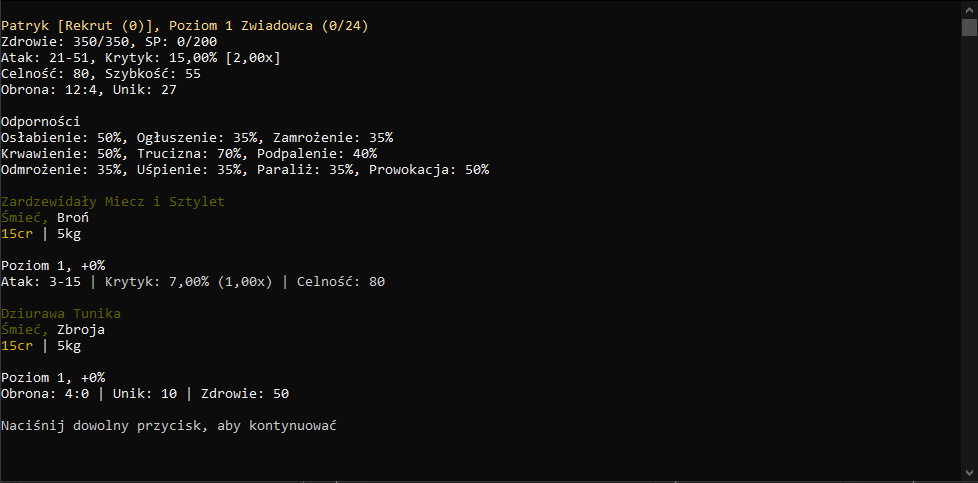 Patryk [Rekrut (0)], Poziom 1 Zwiadowca (0/24)
Zdrowie: 350/350, SP: 0/200
Atak: 21-51, Krytyk: 15,00% [2,00x]
Celność: 80, Szybkość: 55
Obrona: 12:4, Unik: 27
Odporności
Osłabienie: 50%, Ogłuszenie: 35%, Zamrożenie: 35%
Krwawienie: 50%, Trucizna: 70%, Podpalenie: 40%
Odmrożenie: 35%, Uśpienie: 35%, Paraliż: 35%, Prowokacja: 50%
Zardzewidały Miecz i Sztylet
Śmieć, Broń
15cr | 5kg
Poziom 1, +0%
Atak: 3-15 | Krytyk: 7,00% (1,00x) | Celność: 80
Dziurawa Tunika
Śmieć, Zbroja
15cr | 5kg
Poziom 1, +0%
Obrona: 4:0 | Unik: 10 | Zdrowie: 50
Naciśnij dowolny przycisk, aby kontynuować